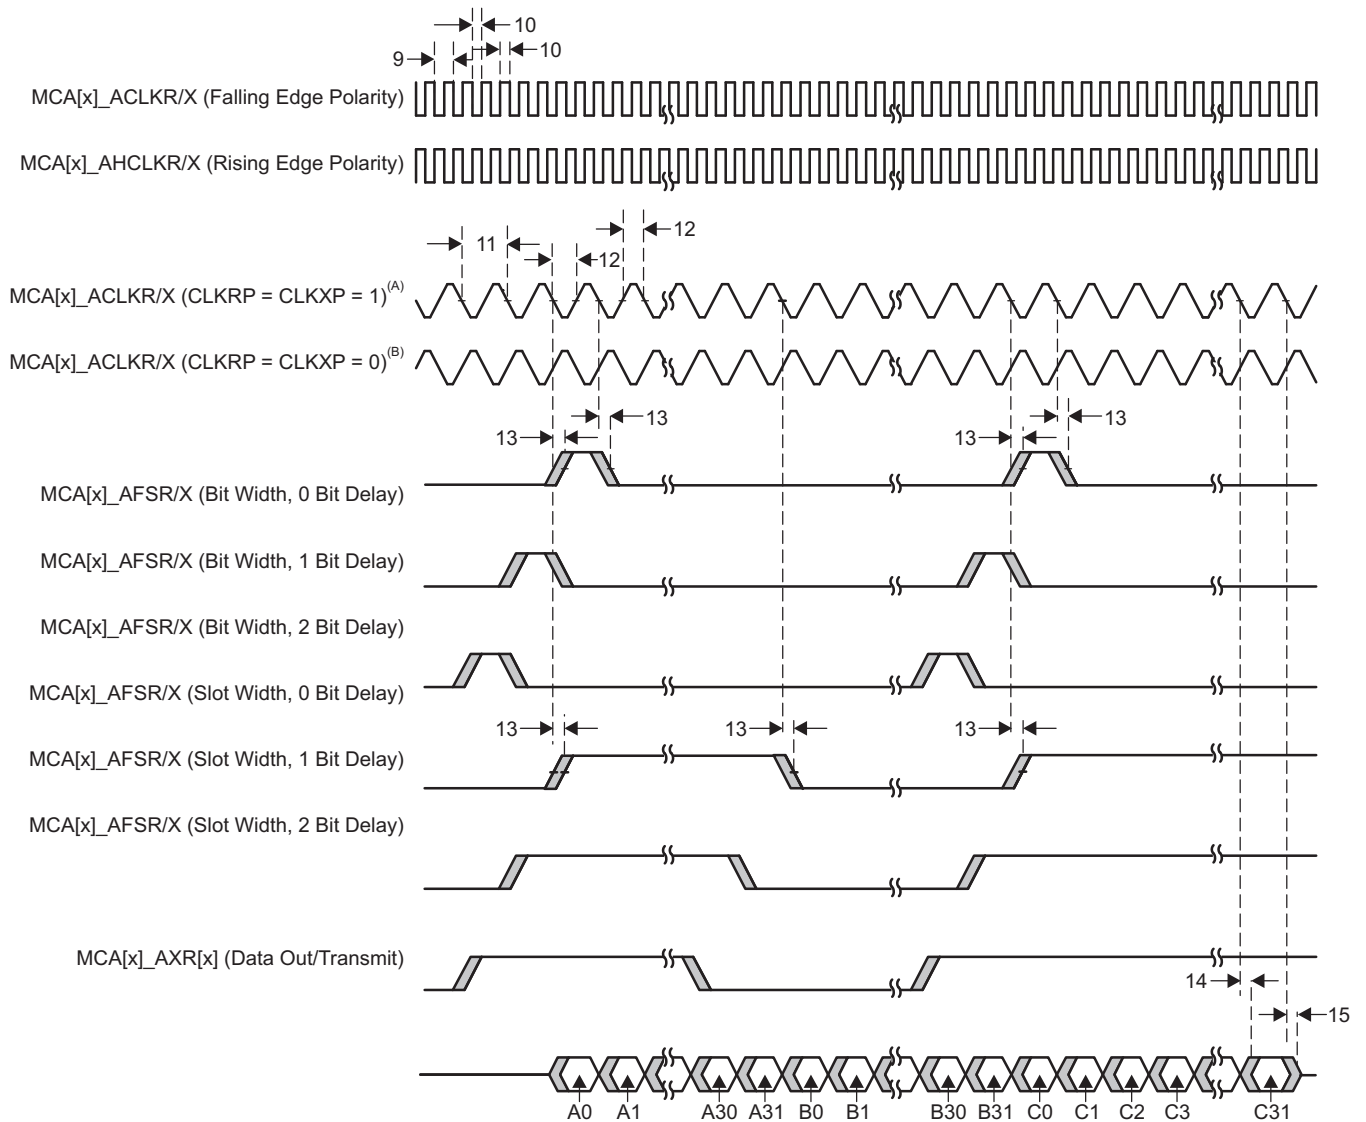 10
10
9
MCA[x]_ACLKR/X (Falling Edge Polarity)
MCA[x]_AHCLKR/X (Rising Edge Polarity)
12
11
12
MCA[x]_ACLKR/X (CLKRP = CLKXP = 1)(A)
MCA[x]_ACLKR/X (CLKRP = CLKXP = 0)(B)
13 13
13 13
MCA[x]_AFSR/X (Bit Width, 0 Bit Delay)
MCA[x]_AFSR/X (Bit Width, 1 Bit Delay)
MCA[x]_AFSR/X (Bit Width, 2 Bit Delay)
MCA[x]_AFSR/X (Slot Width, 0 Bit Delay)
13 13 13
MCA[x]_AFSR/X (Slot Width, 1 Bit Delay)
MCA[x]_AFSR/X (Slot Width, 2 Bit Delay)
MCA[x]_AXR[x] (Data Out/Transmit)
14
15
A0 A1 A30 A31 B0 B1 B30 B31 C0 C1 C2 C3 C31